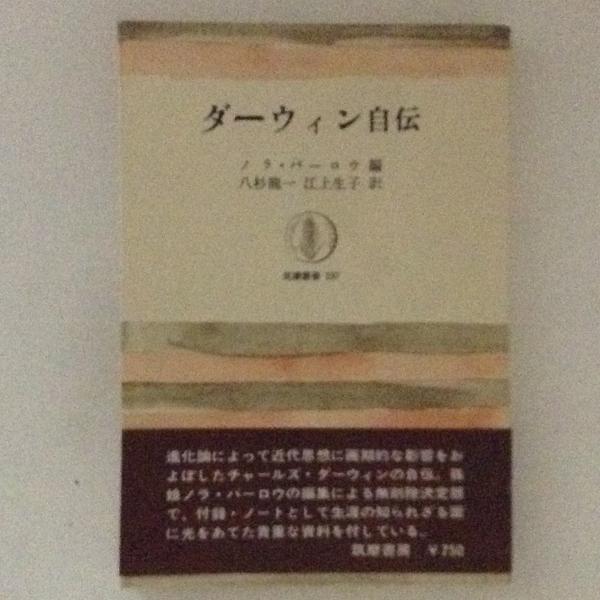 ダーウィン自伝
ノラ・バーロウ 編
八杉龍一 江上生子 訳
筑摩叢書 197
進化論によって近代思想に画期的な影響をお
よぼしたチャールズ・ダーウィンの自伝。孫
娘ノラ・バーロウの編集による無削除決定版
で、付録・ノートとして生涯の知られざる面
に光をあてた貴重な資料を付している。
筑摩書房 ¥750